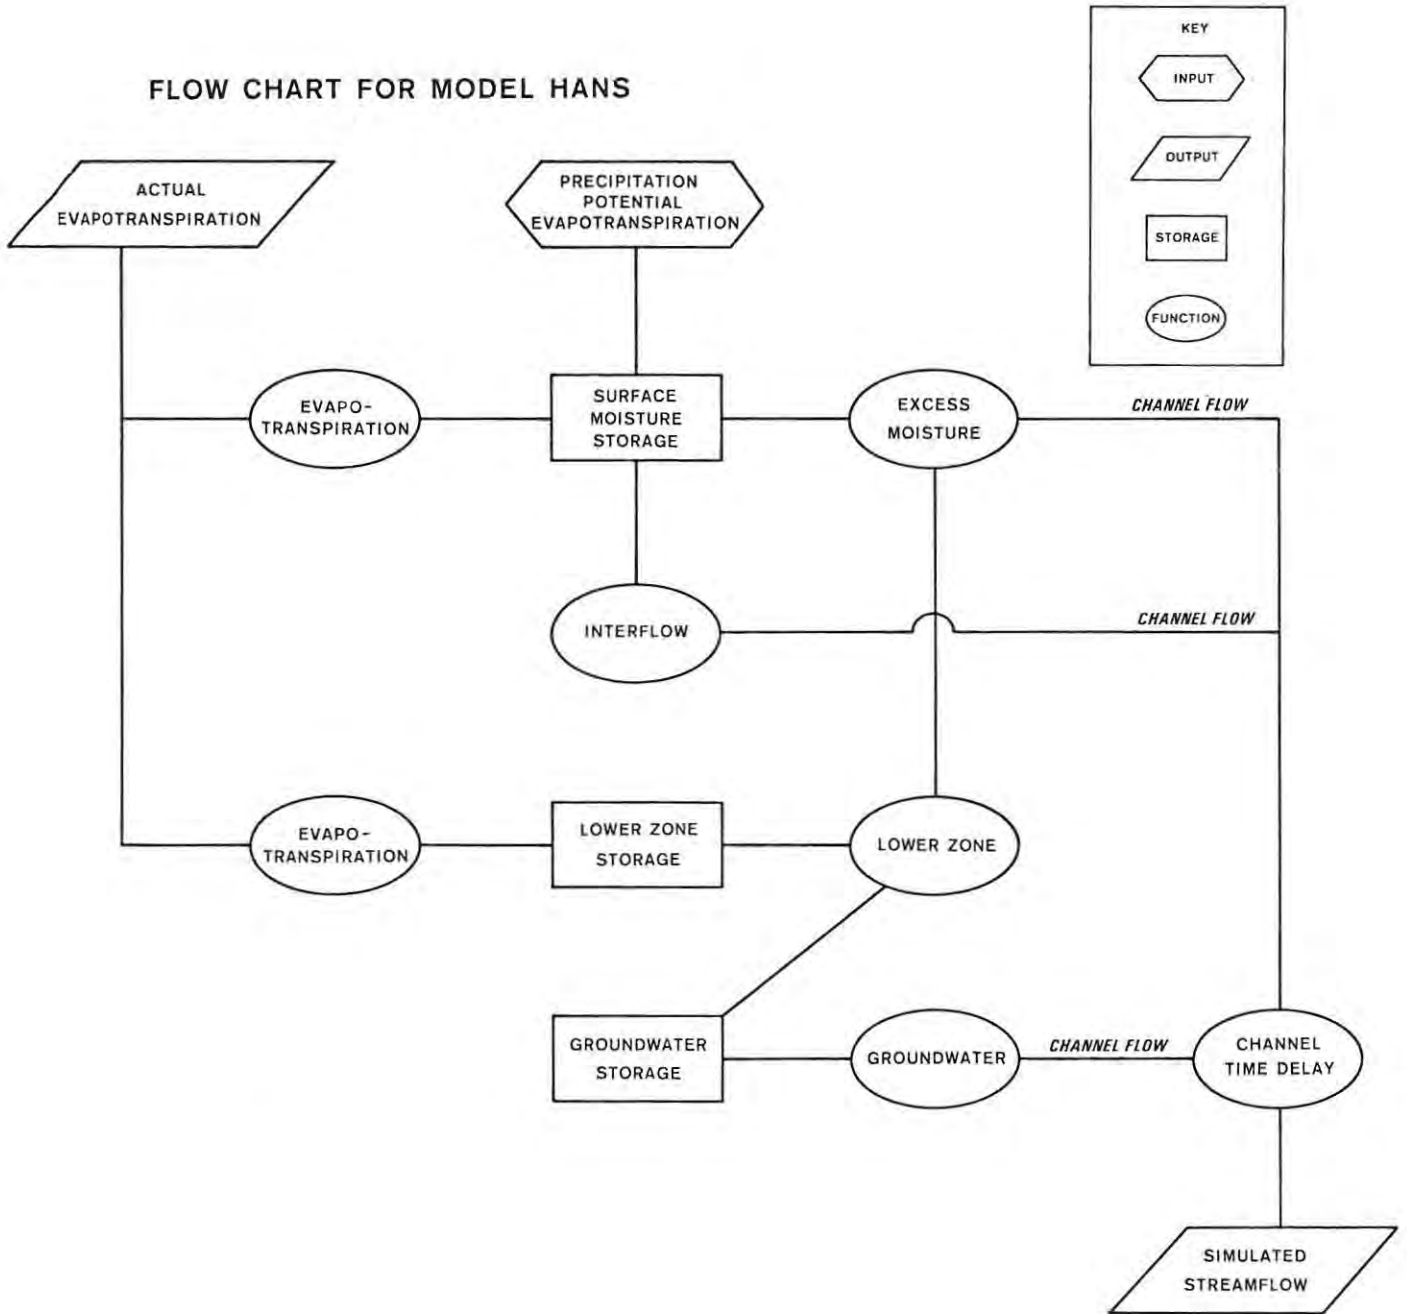 KEY
INPUT
FLOW CHART FOR MODEL HANS
OUTPUT
ACTUAL
EVAPOTRANSPIRATION
PRECIPITATION
POTENTIAL
EVAPOTRANSPIRATION
STORAGE
FUNCTION
EVAPO-
TRANSPIRATION
SURFACE
MOISTURE
STORAGE
EXCESS
MOISTURE
CHANNEL FLOW
INTERFLOW
CHANNEL FLOW
EVAPO-
TRANSPIRATION
LOWER ZONE
STORAGE
LOWER ZONE
GROUNDWATER
STORAGE
GROUNDWATER
CHANNEL FLOW
CHANNEL
TIME DELAY
SIMULATED
STREAMFLOW